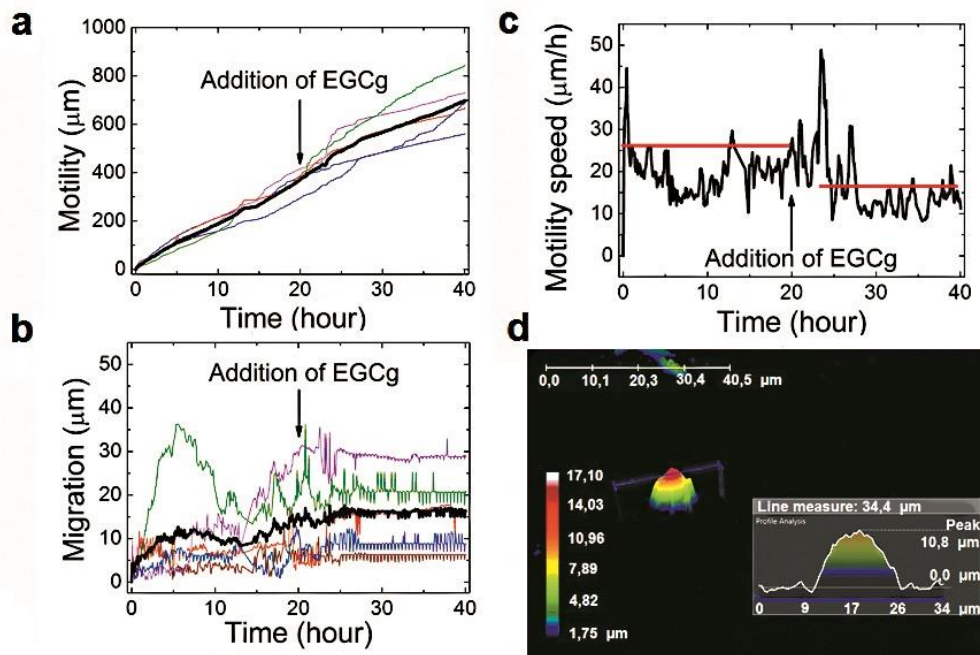 a
1000
800
600
400
200
0
Motility (μm)
Addition of EGCg
0 10 20 30 40
Time (hour)
b
50
40
30
20
10
0
Migration (μm)
Addition of EGCg
0 10 20 30 40
Time (hour)
c
50
40
30
20
10
0
Motility speed (μm/h)
Addition of EGCg
0 10 20 30 40
Time (hour)
d
0,0 10,1 20,3 30,4 40,5 μm
17,10
14,03
10,96
7,89
4,82
1,75 μm
Line measure: 34,4 μm
Profile Analysis
Peak
10,8 μm
0,0 μm
0 9 17 26 34
μm